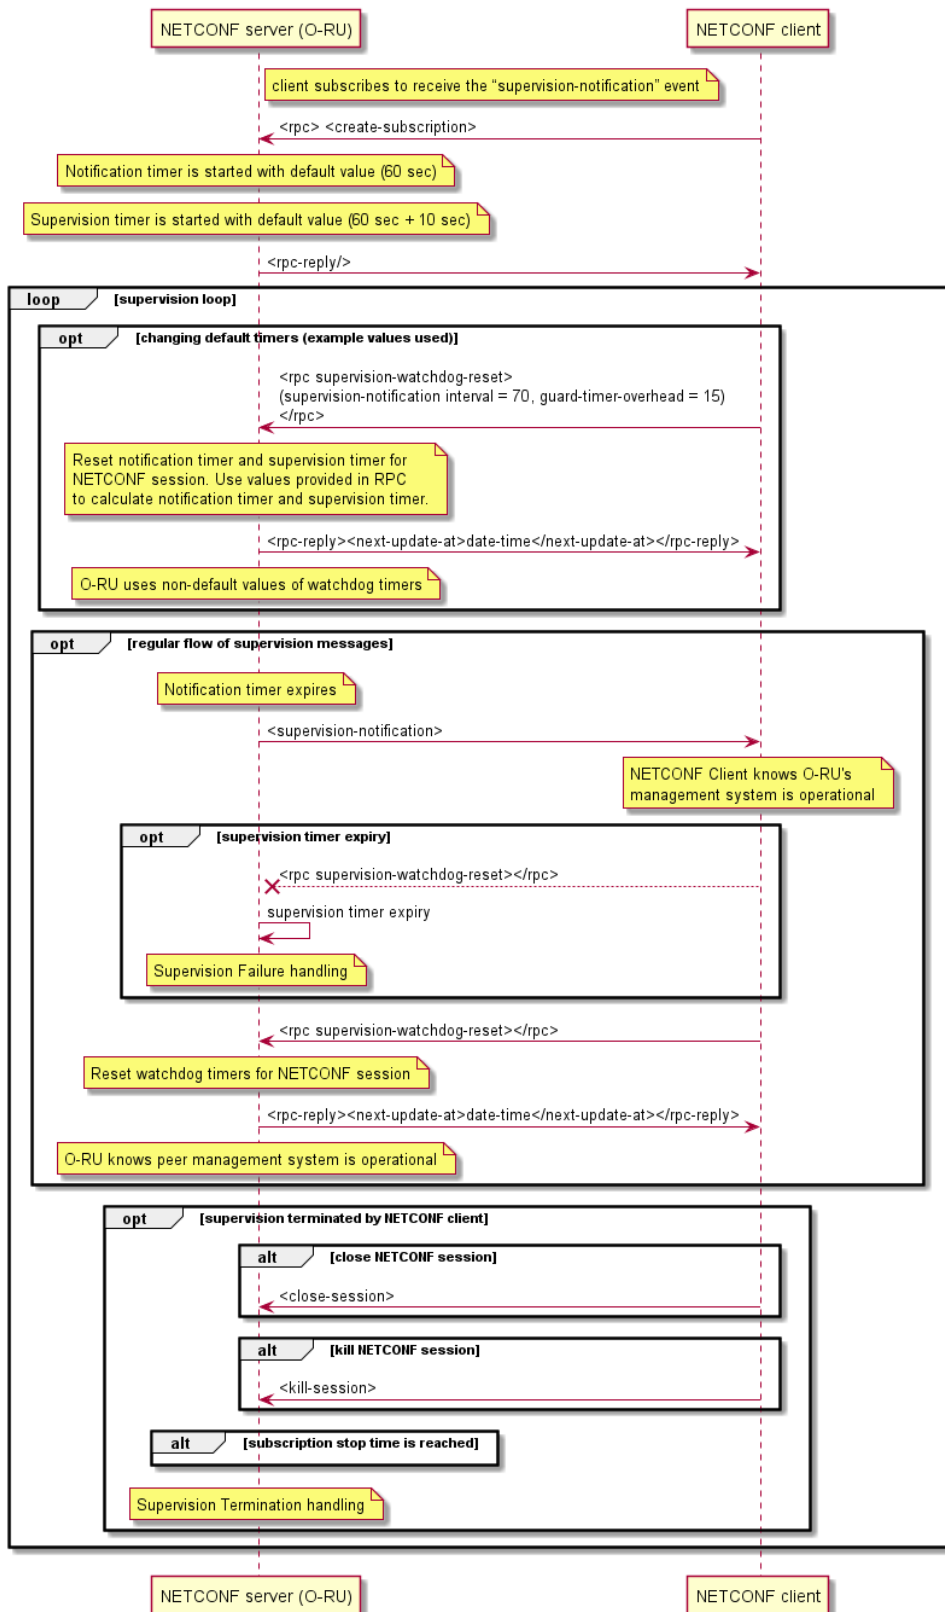 NETCONF server (O-RU)
NETCONF client
client subscribes to receive the “supervision-notification” event
<rpc> <create-subscription>
Notification timer is started with default value (60 sec)
Supervision timer is started with default value (60 sec + 10 sec)
<rpc-reply/>
loop
[supervision loop]
opt
[changing default timers (example values used)]
<rpc supervision-watchdog-reset>
(supervision-notification interval = 70, guard-timer-overhead = 15)
</rpc>
Reset notification timer and supervision timer for
NETCONF session. Use values provided in RPC
to calculate notification timer and supervision timer.
<rpc-reply><next-update-at>date-time</next-update-at></rpc-reply>
O-RU uses non-default values of watchdog timers
opt
[regular flow of supervision messages]
Notification timer expires
<supervision-notification>
NETCONF Client knows O-RU's
management system is operational
opt
[supervision timer expiry]
<rpc supervision-watchdog-reset></rpc>
supervision timer expiry
Supervision Failure handling
<rpc supervision-watchdog-reset></rpc>
Reset watchdog timers for NETCONF session
<rpc-reply><next-update-at>date-time</next-update-at></rpc-reply>
O-RU knows peer management system is operational
opt
[supervision terminated by NETCONF client]
alt
[close NETCONF session]
<close-session>
alt
[kill NETCONF session]
<kill-session>
alt
[subscription stop time is reached]
Supervision Termination handling
NETCONF server (O-RU)
NETCONF client